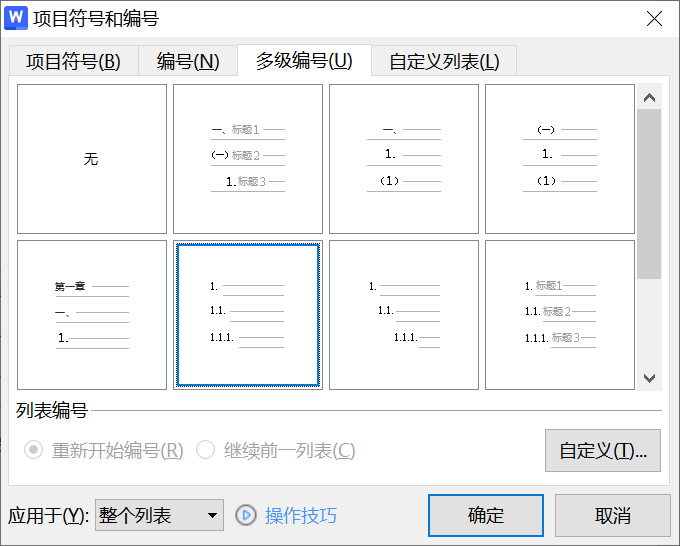 W 项目符号和编号
项目符号(B) 编号(N) 多级编号(U) 自定义列表(L)
无
一、标题1
(一)标题2
1.标题3
一、
1.
(1)
(一)
1.
(1)
第一章
一、
1.
1.
1.1.
1.1.1.
1.
1.1.
1.1.1.
1. 标题1
1.1. 标题2
1.1.1. 标题3
列表编号
重新开始编号(R) 继续前一列表(C) 自定义(T)...
应用于(Y): 整个列表 操作技巧 确定 取消